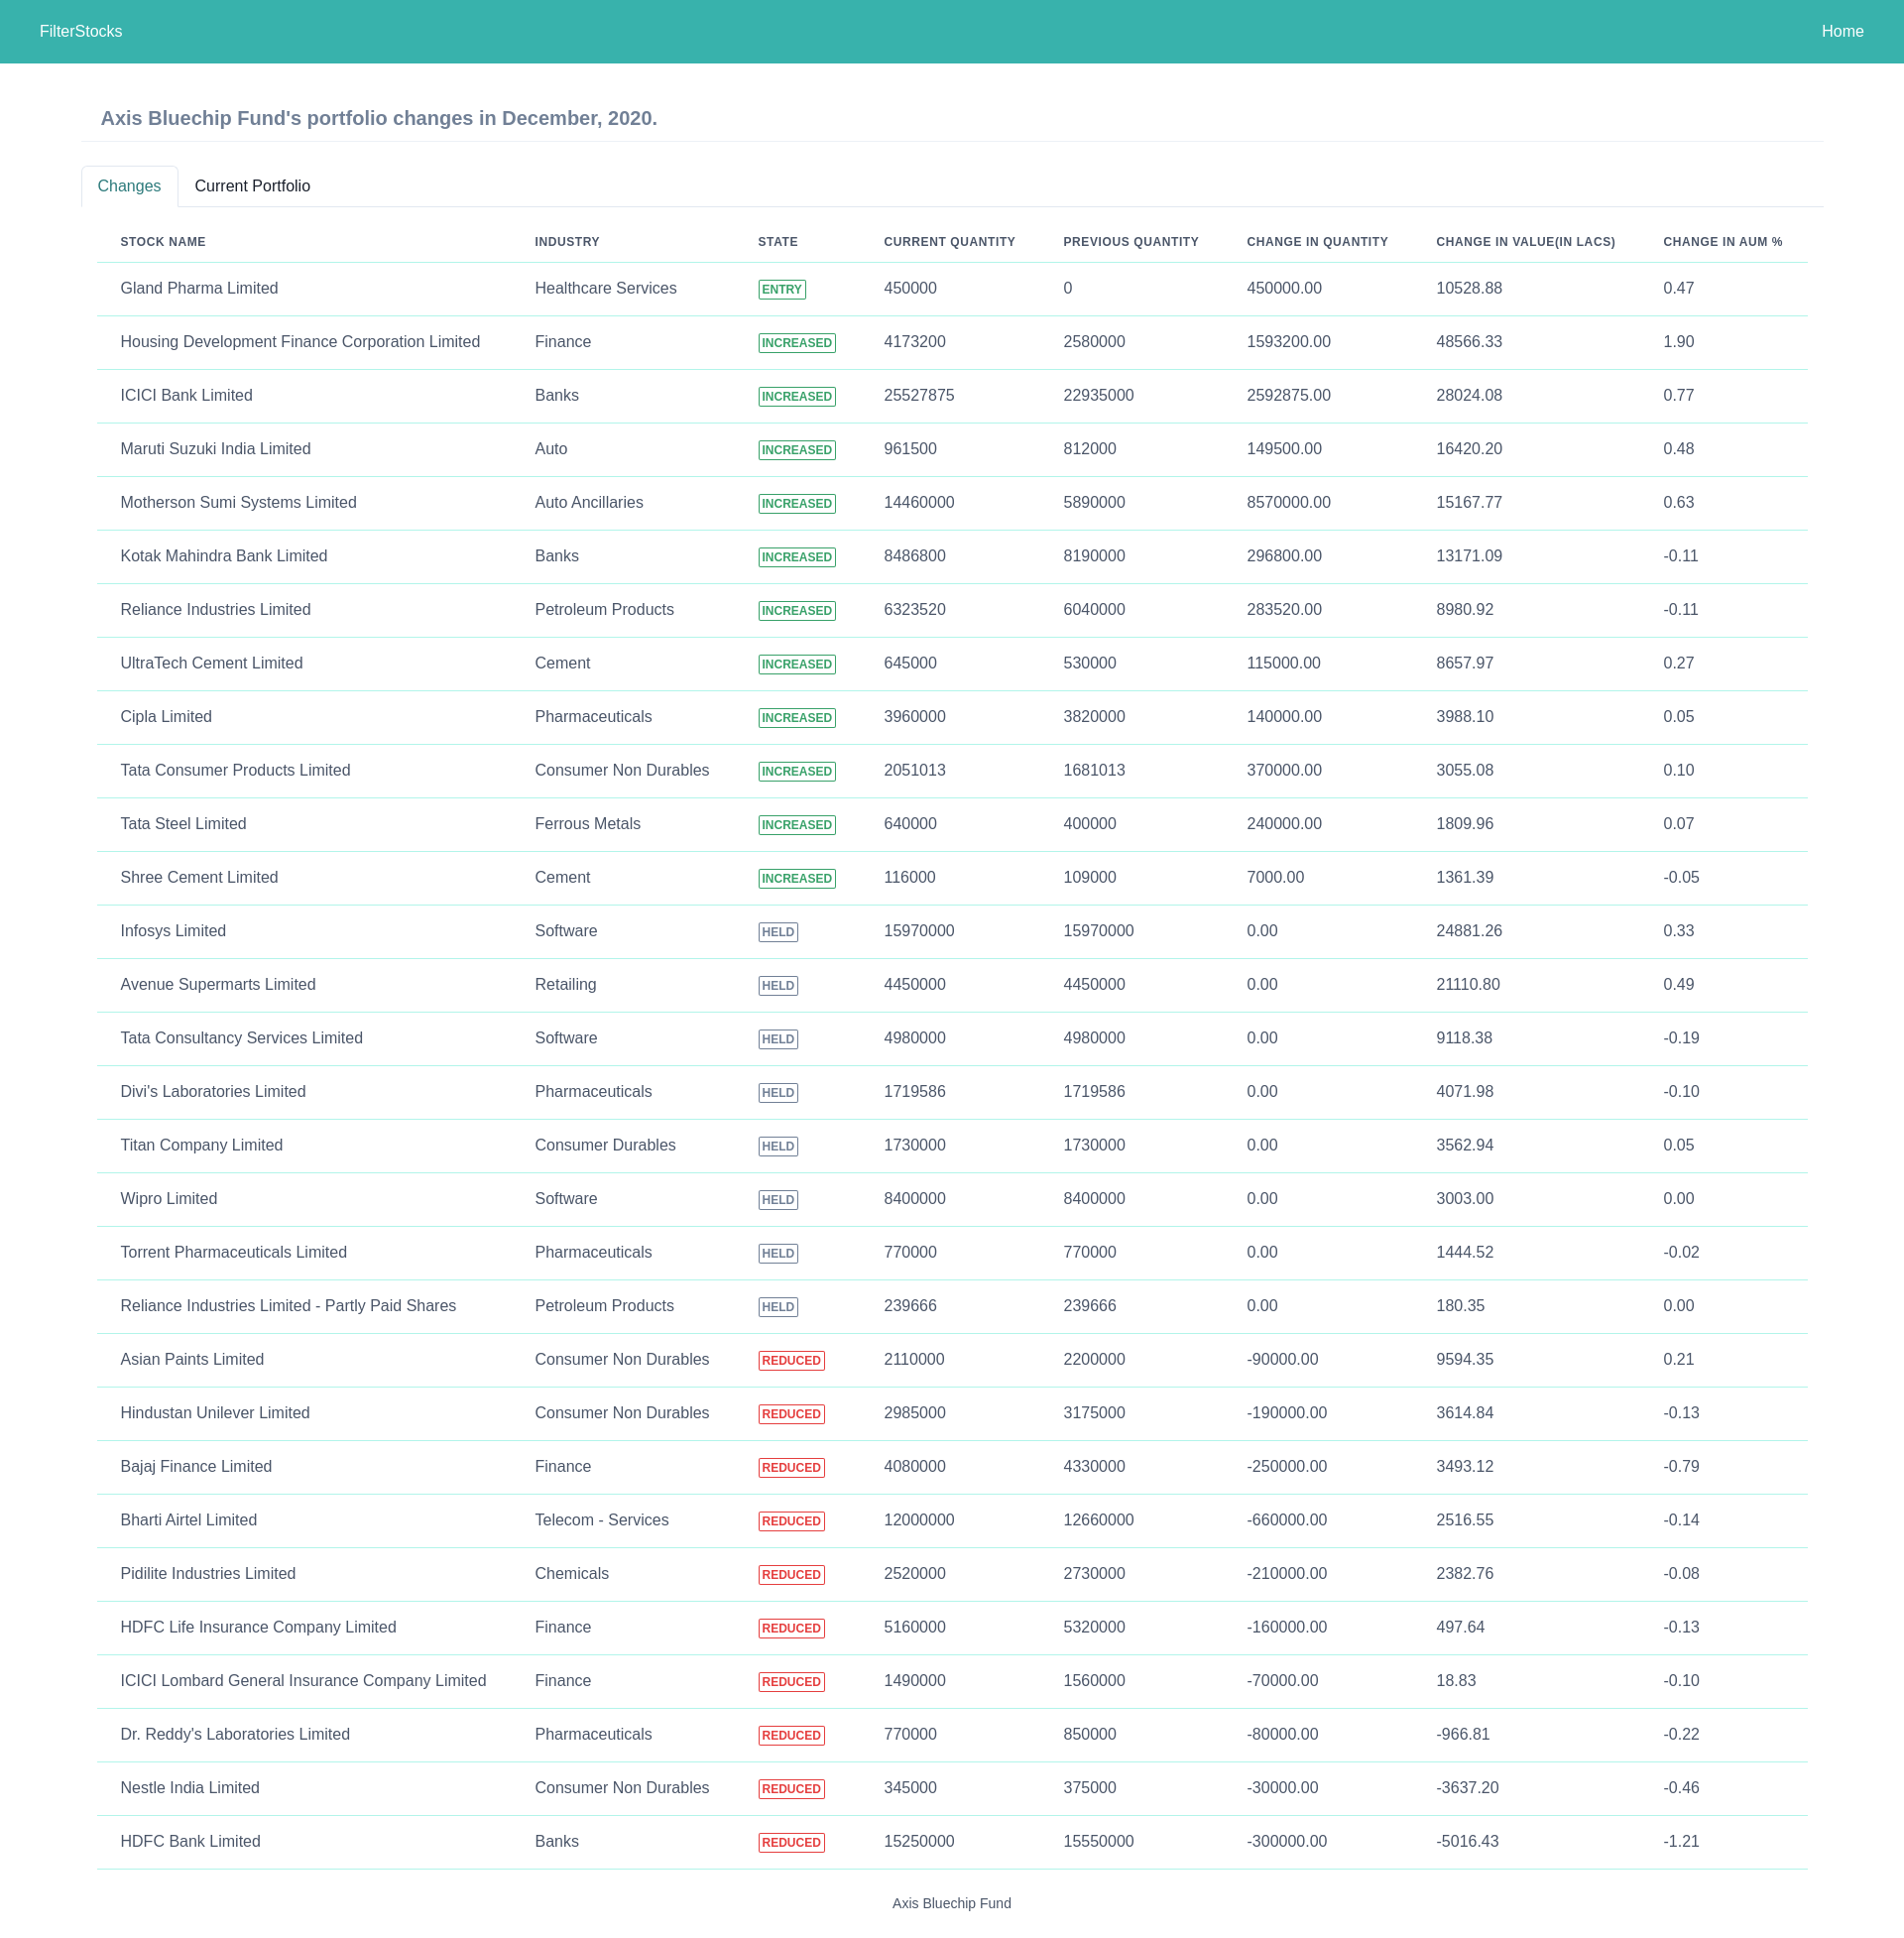 FilterStocks Home
Axis Bluechip Fund's portfolio changes in December, 2020.
Changes Current Portfolio
STOCK NAME INDUSTRY STATE CURRENT QUANTITY PREVIOUS QUANTITY CHANGE IN QUANTITY CHANGE IN VALUE(IN LACS) CHANGE IN AUM %
Gland Pharma Limited Healthcare Services ENTRY 450000 0 450000.00 10528.88 0.47
Housing Development Finance Corporation Limited Finance INCREASED 4173200 2580000 1593200.00 48566.33 1.90
ICICI Bank Limited Banks INCREASED 25527875 22935000 2592875.00 28024.08 0.77
Maruti Suzuki India Limited Auto INCREASED 961500 812000 149500.00 16420.20 0.48
Motherson Sumi Systems Limited Auto Ancillaries INCREASED 14460000 5890000 8570000.00 15167.77 0.63
Kotak Mahindra Bank Limited Banks INCREASED 8486800 8190000 296800.00 13171.09 -0.11
Reliance Industries Limited Petroleum Products INCREASED 6323520 6040000 283520.00 8980.92 -0.11
UltraTech Cement Limited Cement INCREASED 645000 530000 115000.00 8657.97 0.27
Cipla Limited Pharmaceuticals INCREASED 3960000 3820000 140000.00 3988.10 0.05
Tata Consumer Products Limited Consumer Non Durables INCREASED 2051013 1681013 370000.00 3055.08 0.10
Tata Steel Limited Ferrous Metals INCREASED 640000 400000 240000.00 1809.96 0.07
Shree Cement Limited Cement INCREASED 116000 109000 7000.00 1361.39 -0.05
Infosys Limited Software HELD 15970000 15970000 0.00 24881.26 0.33
Avenue Supermarts Limited Retailing HELD 4450000 4450000 0.00 21110.80 0.49
Tata Consultancy Services Limited Software HELD 4980000 4980000 0.00 9118.38 -0.19
Divi's Laboratories Limited Pharmaceuticals HELD 1719586 1719586 0.00 4071.98 -0.10
Titan Company Limited Consumer Durables HELD 1730000 1730000 0.00 3562.94 0.05
Wipro Limited Software HELD 8400000 8400000 0.00 3003.00 0.00
Torrent Pharmaceuticals Limited Pharmaceuticals HELD 770000 770000 0.00 1444.52 -0.02
Reliance Industries Limited - Partly Paid Shares Petroleum Products HELD 239666 239666 0.00 180.35 0.00
Asian Paints Limited Consumer Non Durables REDUCED 2110000 2200000 -90000.00 9594.35 0.21
Hindustan Unilever Limited Consumer Non Durables REDUCED 2985000 3175000 -190000.00 3614.84 -0.13
Bajaj Finance Limited Finance REDUCED 4080000 4330000 -250000.00 3493.12 -0.79
Bharti Airtel Limited Telecom - Services REDUCED 12000000 12660000 -660000.00 2516.55 -0.14
Pidilite Industries Limited Chemicals REDUCED 2520000 2730000 -210000.00 2382.76 -0.08
HDFC Life Insurance Company Limited Finance REDUCED 5160000 5320000 -160000.00 497.64 -0.13
ICICI Lombard General Insurance Company Limited Finance REDUCED 1490000 1560000 -70000.00 18.83 -0.10
Dr. Reddy's Laboratories Limited Pharmaceuticals REDUCED 770000 850000 -80000.00 -966.81 -0.22
Nestle India Limited Consumer Non Durables REDUCED 345000 375000 -30000.00 -3637.20 -0.46
HDFC Bank Limited Banks REDUCED 15250000 15550000 -300000.00 -5016.43 -1.21
Axis Bluechip Fund